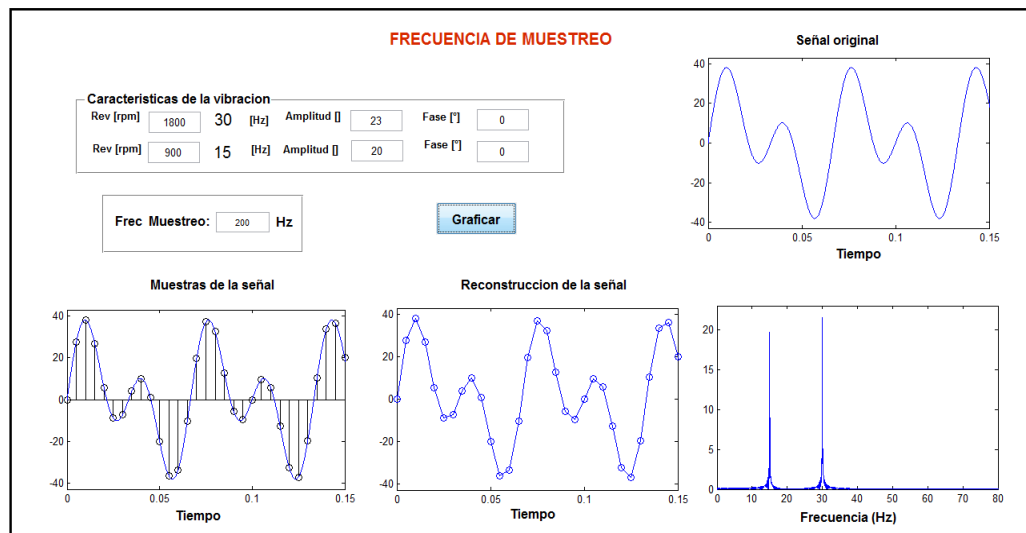 FRECUENCIA DE MUESTREO
Caracteristicas de la vibracion
Rev [rpm] 1800 30 [Hz] Amplitud [] 23 Fase [°] 0
Rev [rpm] 900 15 [Hz] Amplitud [] 20 Fase [°] 0
Frec Muestreo: 200 Hz
Graficar
Señal original
40
20
0
-20
-40
0 0.05 0.1 0.15
Tiempo
Muestras de la señal
40
20
0
-20
-40
0 0.05 0.1 0.15
Tiempo
Reconstruccion de la señal
40
20
0
-20
-40
0 0.05 0.1 0.15
Tiempo
20
15
10
5
0
0 10 20 30 40 50 60 70 80
Frecuencia (Hz)